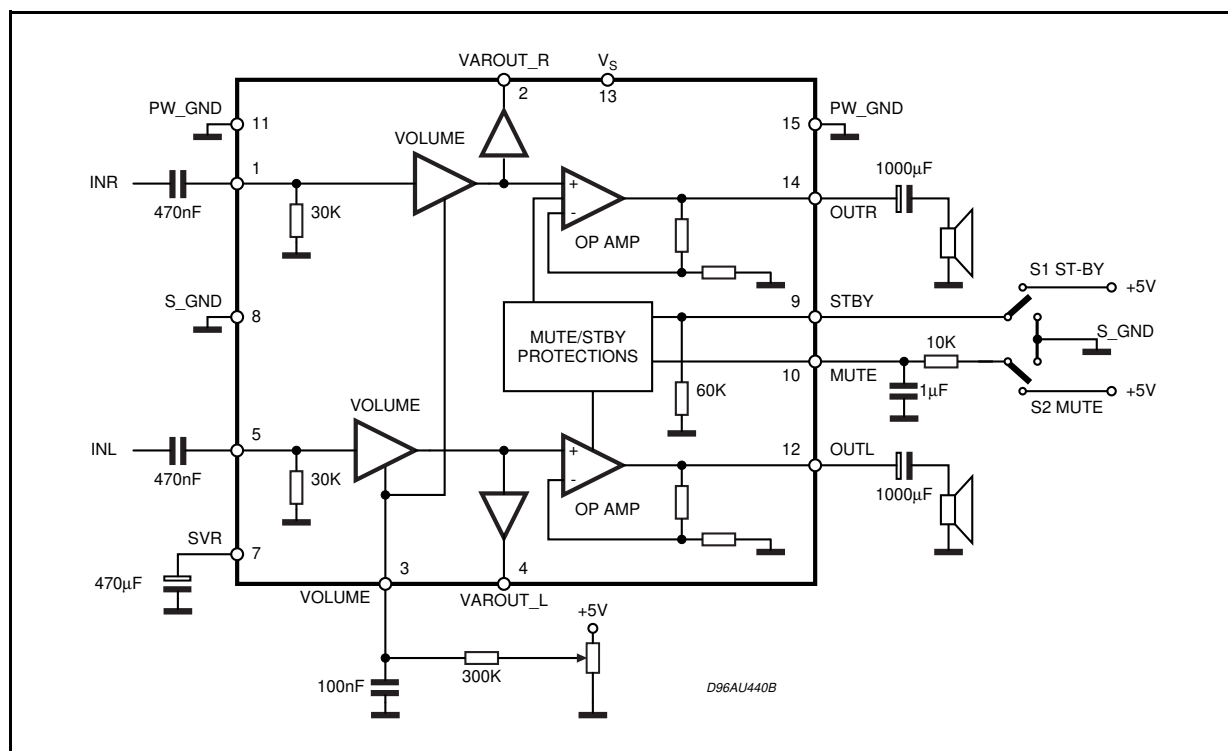 VAROUT_R
VS
2
13
PW_GND
11
15
PW_GND
VOLUME
1000µF
1
14
INR
+
-
470nF
30K
OUTR
OP AMP
S1 ST-BY
+5V
S_GND
9
STBY
8
MUTE/STBY
PROTECTIONS
S_GND
10K
10
MUTE
60K
1µF
VOLUME
+5V
S2 MUTE
5
12
OUTL
INL
+
-
470nF
30K
1000µF
OP AMP
SVR
7
3
4
470µF
VOLUME
VAROUT_L
+5V
300K
100nF
D96AU440B